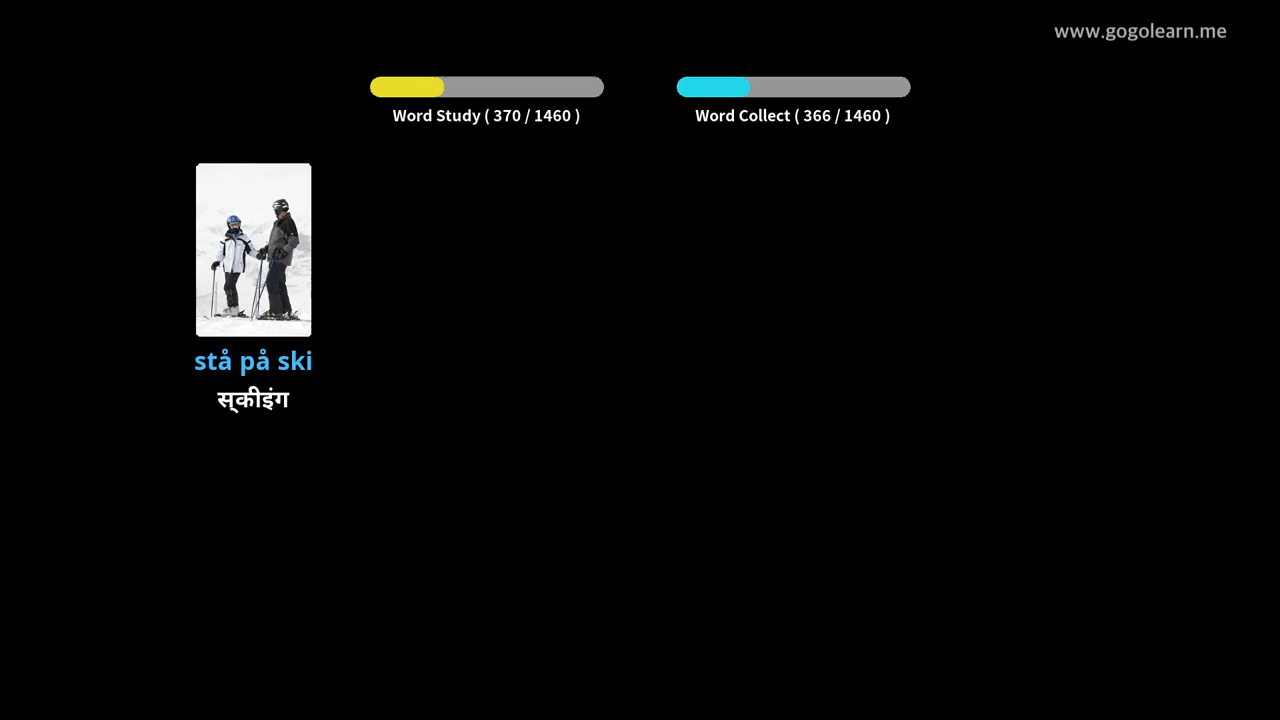 www.gogolearn.me
Word Study ( 370 / 1460 )
Word Collect ( 366 / 1460 )
stå på ski
स्कीइंग